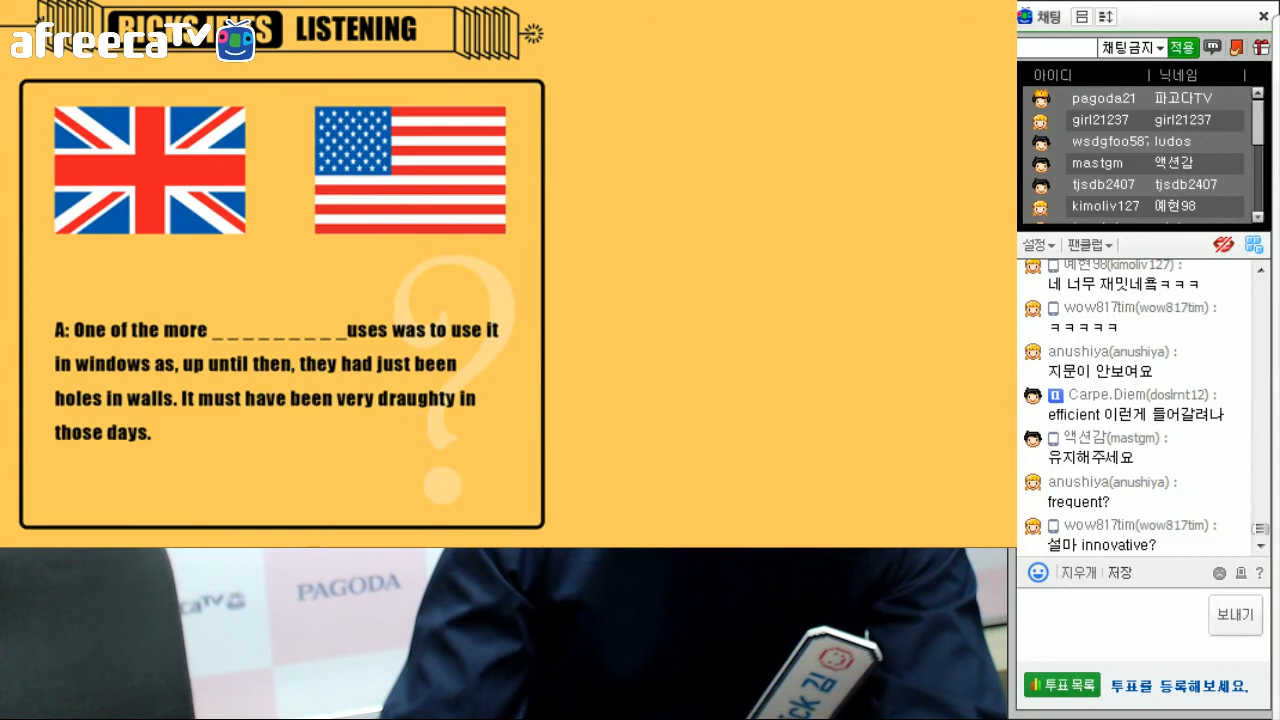 RICKS JEIS LISTENING
afreecaTV
A: One of the more _ _ _ _ _ _ _ _ _uses was to use it
in windows as, up until then, they had just been
holes in walls. It must have been very draughty in
those days.
PAGODA
채팅
채팅금지 적용
아이디 닉네임
pagoda21 파고다TV
girl21237 girl21237
ludos
mastgm 액션감
tjsdb2407 tjsdb2407
kimoliv127 예현98
설정 팬클럽
예현98(kimoliv127) :
네 너무 재밋네욬ㅋㅋㅋ
wow817tim(wow817tim) :
ㅋㅋㅋㅋㅋ
anushiya(anushiya) :
지문이 안보여요
Carpe.Diem(doslrnt12) :
efficient 이런게 들어갈려나
액션감(mastgm) :
유지해주세요
anushiya(anushiya) :
frequent?
wow817tim(wow817tim) :
설마 innovative?
지우개 저장
보내기
투표 목록 투표를 등록해보세요.